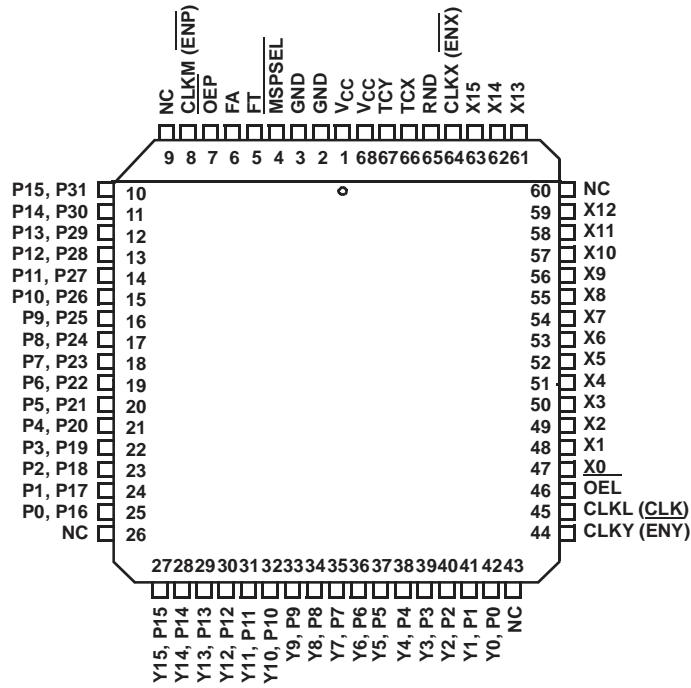 NC
CLKM (ENP)
OEP
FA
FT
MSPSEL
GND
GND
VCC
VCC
TCY
TCX
RND
CLKX (ENX)
X15
X14
X13
9 8 7 6 5 4 3 2 1 68 67 66 65 64 63 62 61
P15, P31 10
P14, P30 11
P13, P29 12
P12, P28 13
P11, P27 14
P10, P26 15
P9, P25 16
P8, P24 17
P7, P23 18
P6, P22 19
P5, P21 20
P4, P20 21
P3, P19 22
P2, P18 23
P1, P17 24
P0, P16 25
NC 26
60 NC
59 X12
58 X11
57 X10
56 X9
55 X8
54 X7
53 X6
52 X5
51 X4
50 X3
49 X2
48 X1
47 X0
46 OEL
45 CLKL (CLK)
44 CLKY (ENY)
27 28 29 30 31 32 33 34 35 36 37 38 39 40 41 42 43
Y15, P15
Y14, P14
Y13, P13
Y12, P12
Y11, P11
Y10, P10
Y9, P9
Y8, P8
Y7, P7
Y6, P6
Y5, P5
Y4, P4
Y3, P3
Y2, P2
Y1, P1
Y0, P0
NC